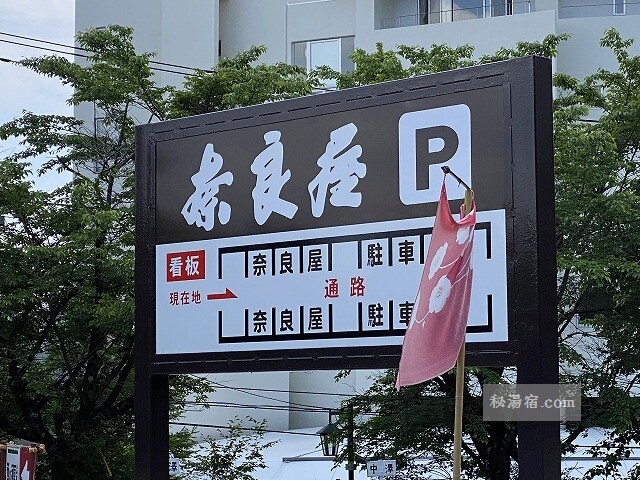 奈良屋 P
看板
現在地
奈良屋 駐車
通路
奈良屋 駐車
中澤
秘湯宿.com